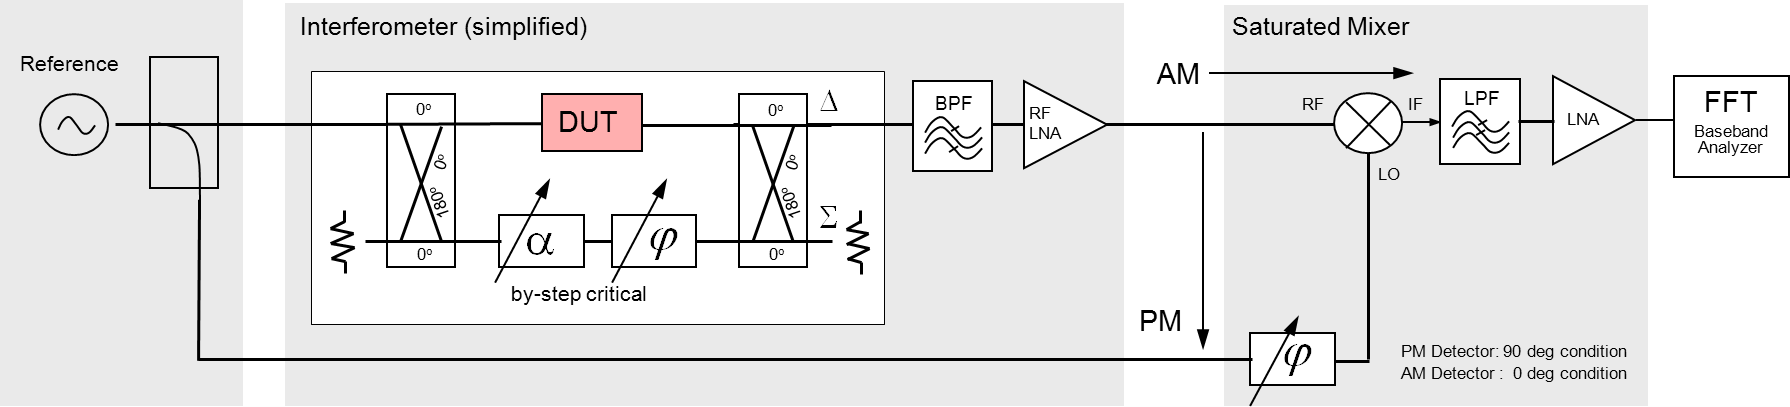 Interferometer (simplified)
Saturated Mixer
Reference
AM
0°
DUT
0°
Δ
BPF
RF
LNA
RF
IF
LPF
LNA
FFT
Baseband
Analyzer
0°
180°
0°
180°
LO
Σ
α
φ
0°
0°
by-step critical
PM
φ
PM Detector: 90 deg condition
AM Detector : 0 deg condition